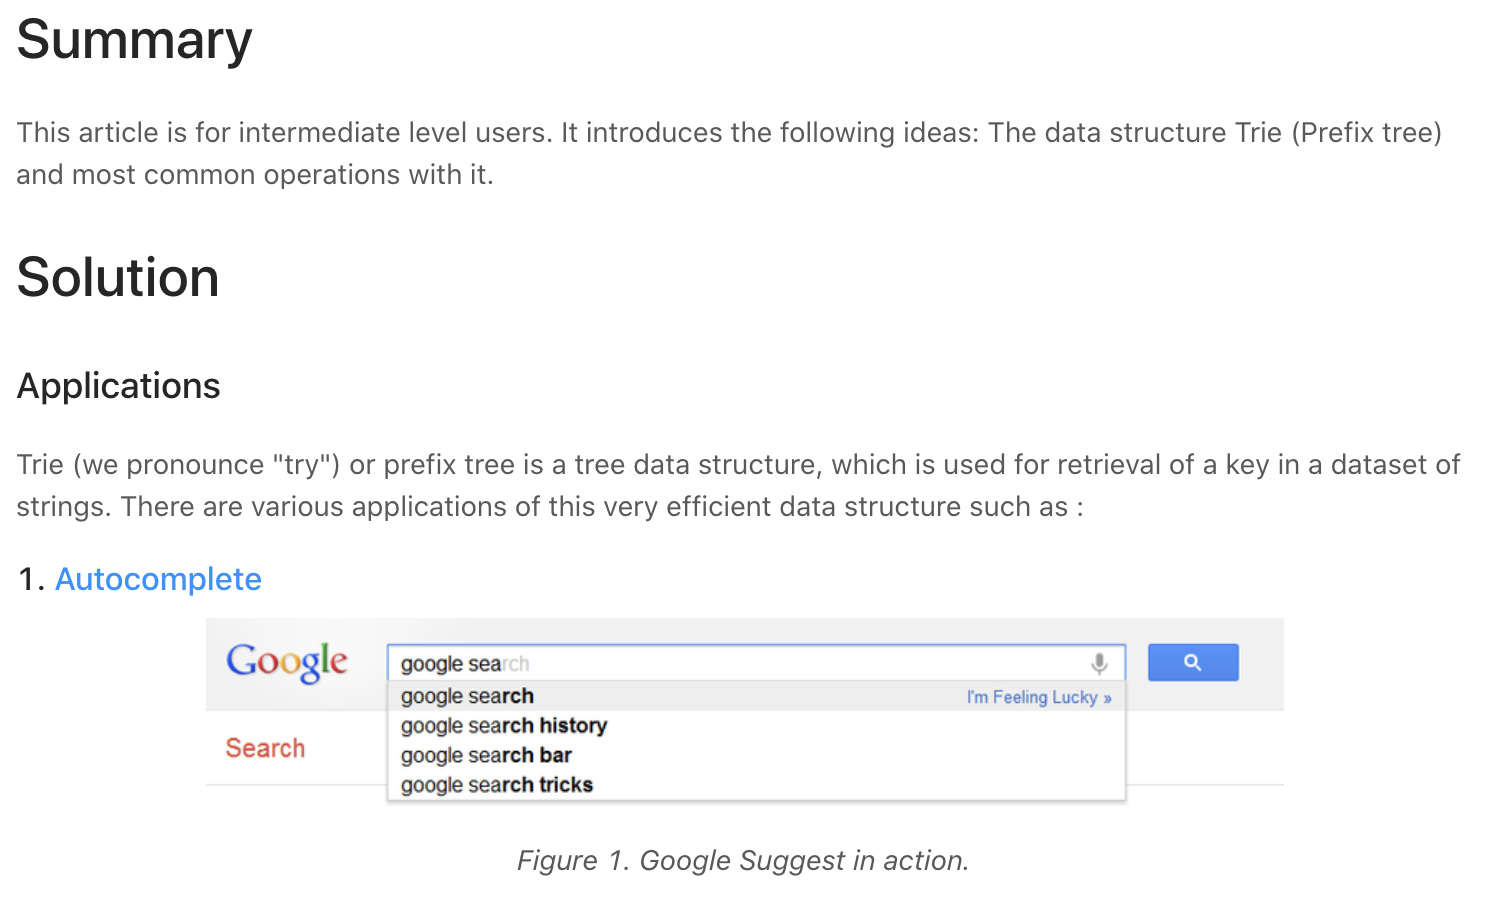 Summary
This article is for intermediate level users. It introduces the following ideas: The data structure Trie (Prefix tree)
and most common operations with it.
Solution
Applications
Trie (we pronounce "try") or prefix tree is a tree data structure, which is used for retrieval of a key in a dataset of
strings. There are various applications of this very efficient data structure such as :
1. Autocomplete
Google
google search
google search
I'm Feeling Lucky »
google search history
Search
google search bar
google search tricks
Figure 1. Google Suggest in action.